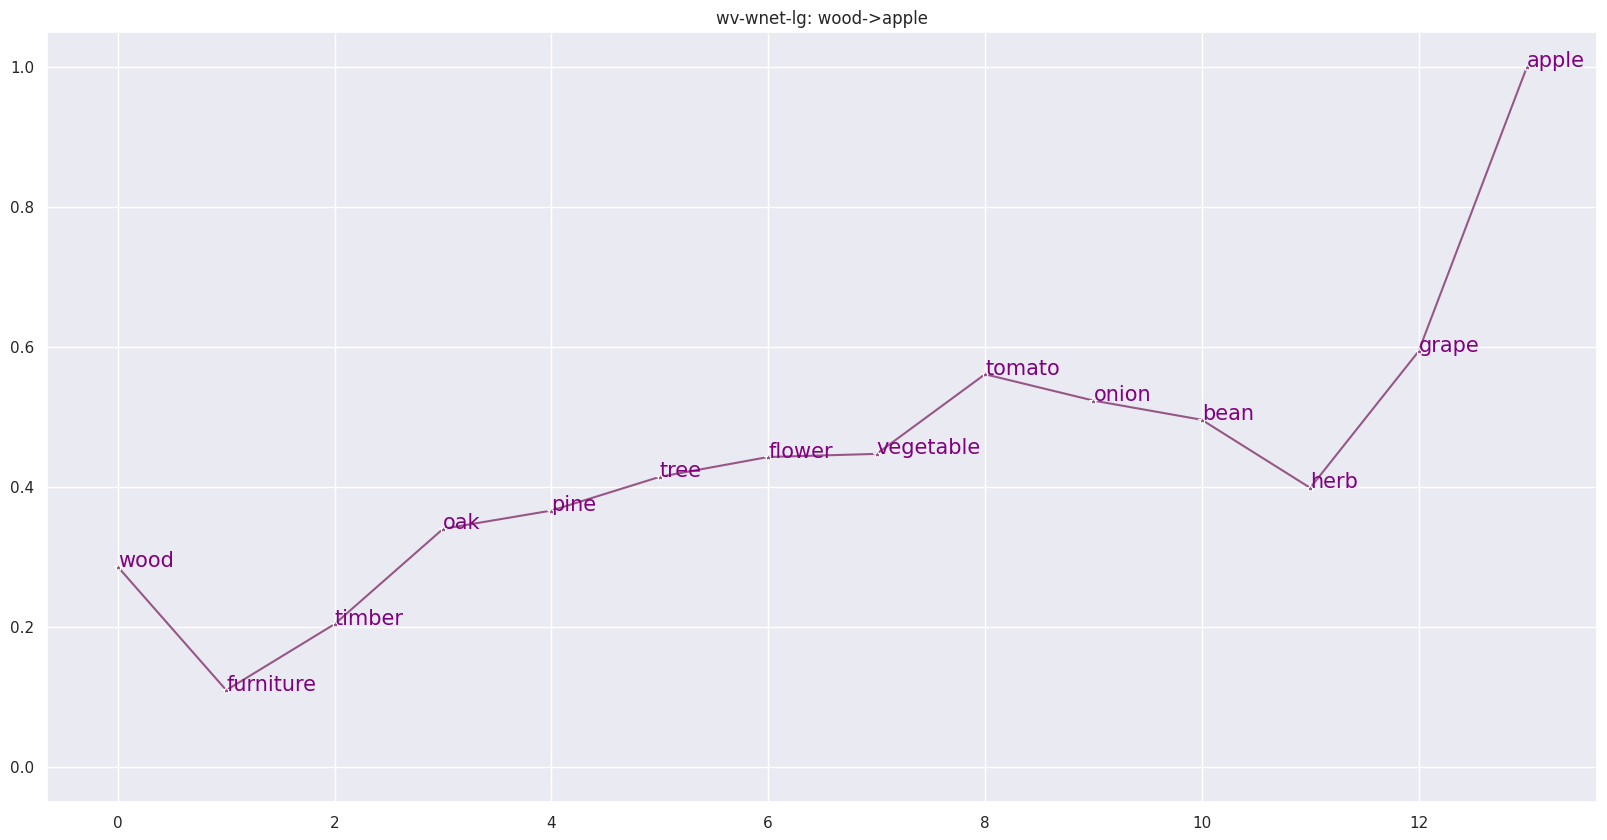 wv-wnet-lg: wood->apple
1.0
0.8
0.6
0.4
0.2
0.0
wood
furniture
timber
oak
pine
tree
flower
vegetable
tomato
onion
bean
herb
grape
apple
0 2 4 6 8 10 12